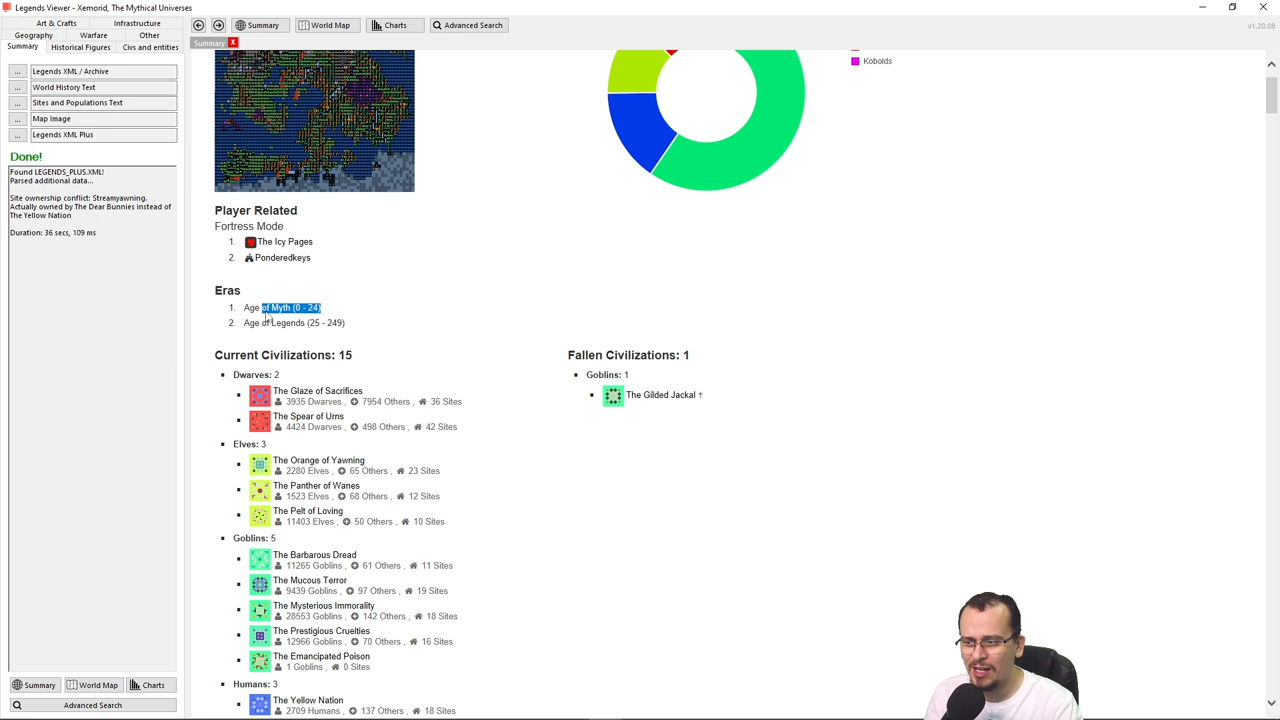 Legends Viewer - Xemorid, The Mythical Universes
Art & Crafts
Infrastructure
Geography
Warfare
Other
Summary
Historical Figures
Civs and entities
Summary
World Map
Charts
Advanced Search
v1.20.08
Summary X
... Legends XML / Archive
... World History Text
... Sites and Populations Text
... Map Image
... Legends XML Plus
Done!
Found LEGENDS_PLUS.XML!
Parsed additional data...
Site ownership conflict: Streamyawning.
Actually owned by The Dear Bunnies instead of
The Yellow Nation
Duration: 36 secs, 109 ms
Kobolds
Player Related
Fortress Mode
1. The Icy Pages
2. Ponderedkeys
Eras
1. Age of Myth (0 - 24)
2. Age of Legends (25 - 249)
Current Civilizations: 15
Dwarves: 2
The Glaze of Sacrifices
3935 Dwarves , 7954 Others , 36 Sites
The Spear of Urns
4424 Dwarves , 498 Others , 42 Sites
Elves: 3
The Orange of Yawning
2280 Elves , 65 Others , 23 Sites
The Panther of Wanes
1523 Elves , 68 Others , 12 Sites
The Pelt of Loving
11403 Elves , 50 Others , 10 Sites
Goblins: 5
The Barbarous Dread
11265 Goblins , 61 Others , 11 Sites
The Mucous Terror
9439 Goblins , 97 Others , 19 Sites
The Mysterious Immorality
28553 Goblins , 142 Others , 18 Sites
The Prestigious Cruelties
12966 Goblins , 70 Others , 16 Sites
The Emancipated Poison
1 Goblins , 0 Sites
Humans: 3
The Yellow Nation
2709 Humans , 137 Others , 18 Sites
Fallen Civilizations: 1
Goblins: 1
The Gilded Jackal †
Summary
World Map
Charts
Advanced Search